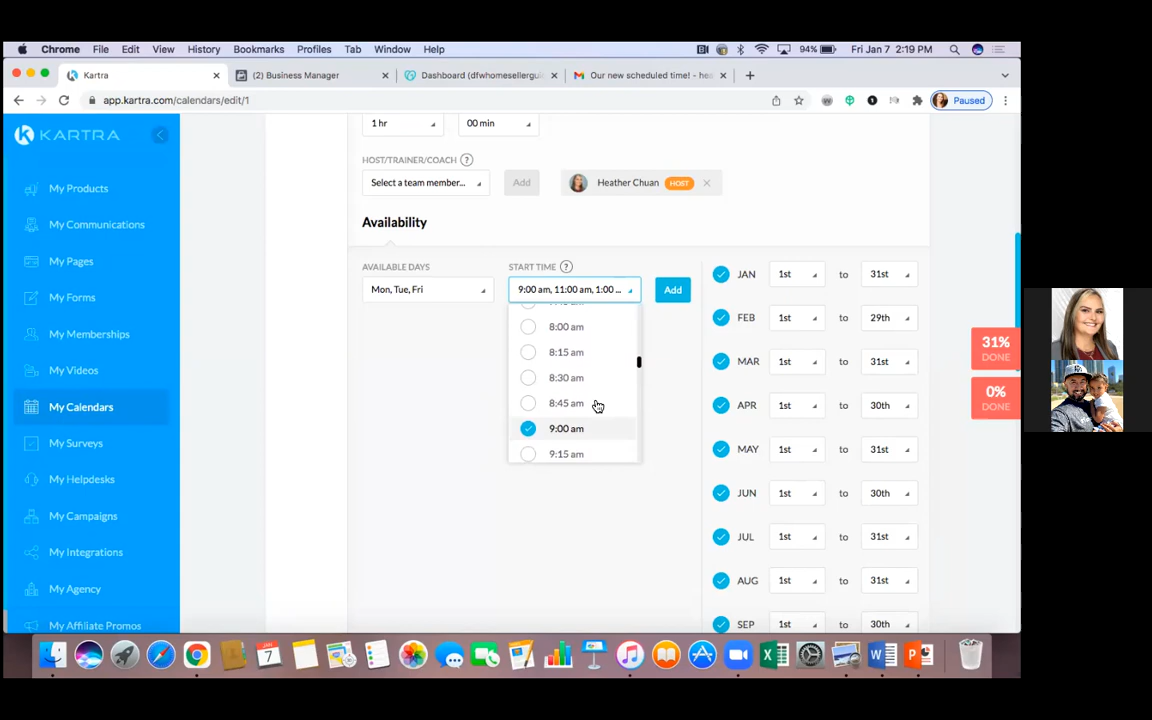 Chrome File Edit View History Bookmarks Profiles Tab Window Help 94% Fri Jan 7 2:19 PM
Kartra (2) Business Manager Dashboard (dfwhomesellergui Our new scheduled time! - hea
app.kartra.com/calendars/edit/1 Paused
KARTRA
My Products
My Communications
My Pages
My Forms
My Memberships
My Videos
My Calendars
My Surveys
My Helpdesks
My Campaigns
My Integrations
My Agency
My Affiliate Promos
1 hr 00 min
HOST/TRAINER/COACH ?
Select a team member... Add Heather Chuan HOST
Availability
AVAILABLE DAYS START TIME ?
Mon, Tue, Fri 9:00 am, 11:00 am, 1:00 ... Add
8:00 am
8:15 am
8:30 am
8:45 am
9:00 am
9:15 am
JAN 1st to 31st
FEB 1st to 29th
MAR 1st to 31st
APR 1st to 30th
MAY 1st to 31st
JUN 1st to 30th
JUL 1st to 31st
AUG 1st to 31st
SEP 1st to 30th
31%
DONE
0%
DONE
JAN
7